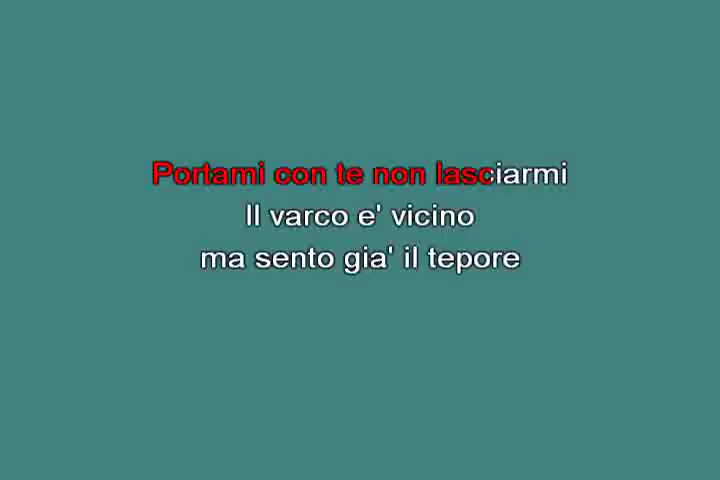 Portami con te non lasciarmi
Il varco e' vicino
ma sento gia' il tepore